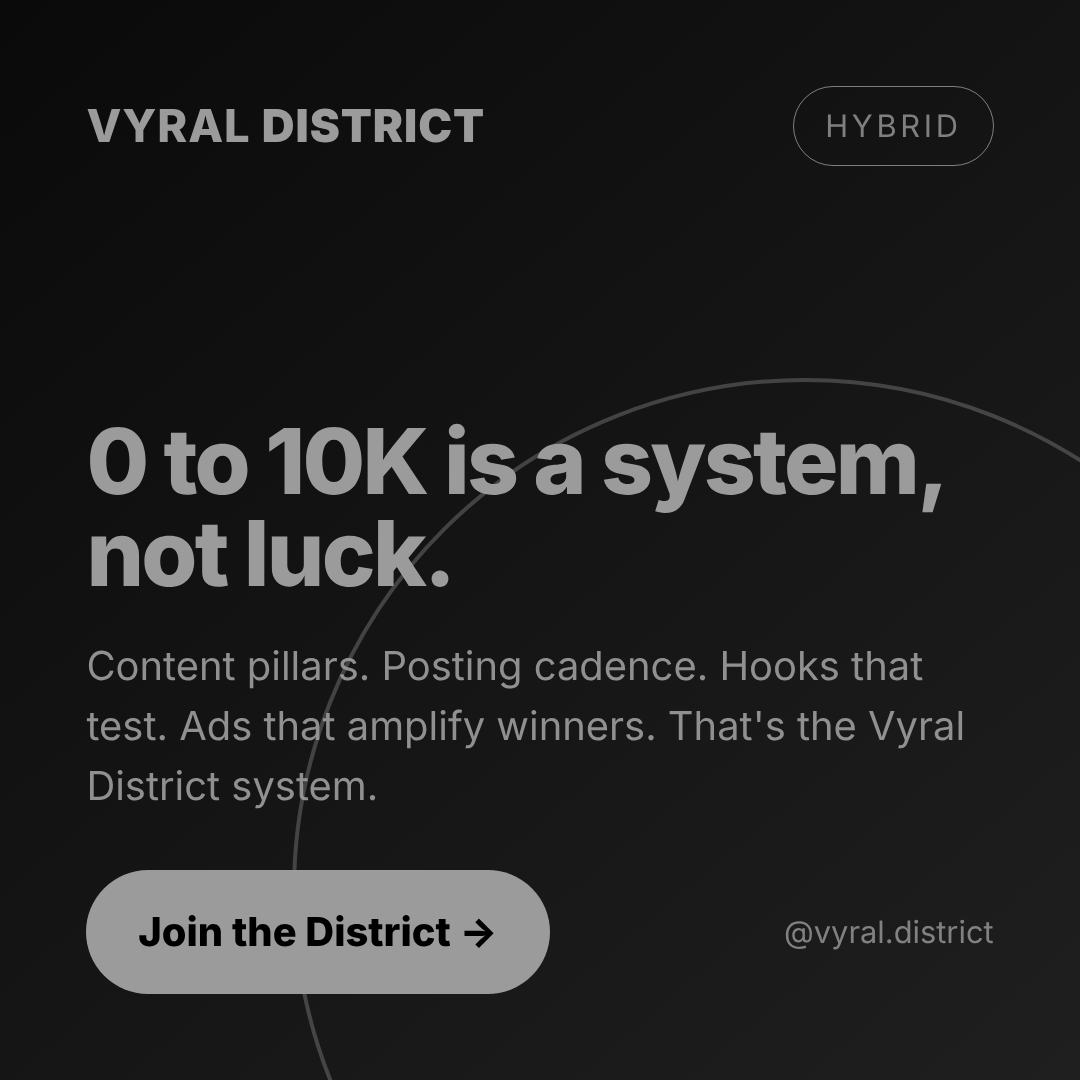 VYRAL DISTRICT
HYBRID
0 to 10K is a system,
not luck.
Content pillars. Posting cadence. Hooks that
test. Ads that amplify winners. That's the Vyral
District system.
Join the District →
@vyral.district